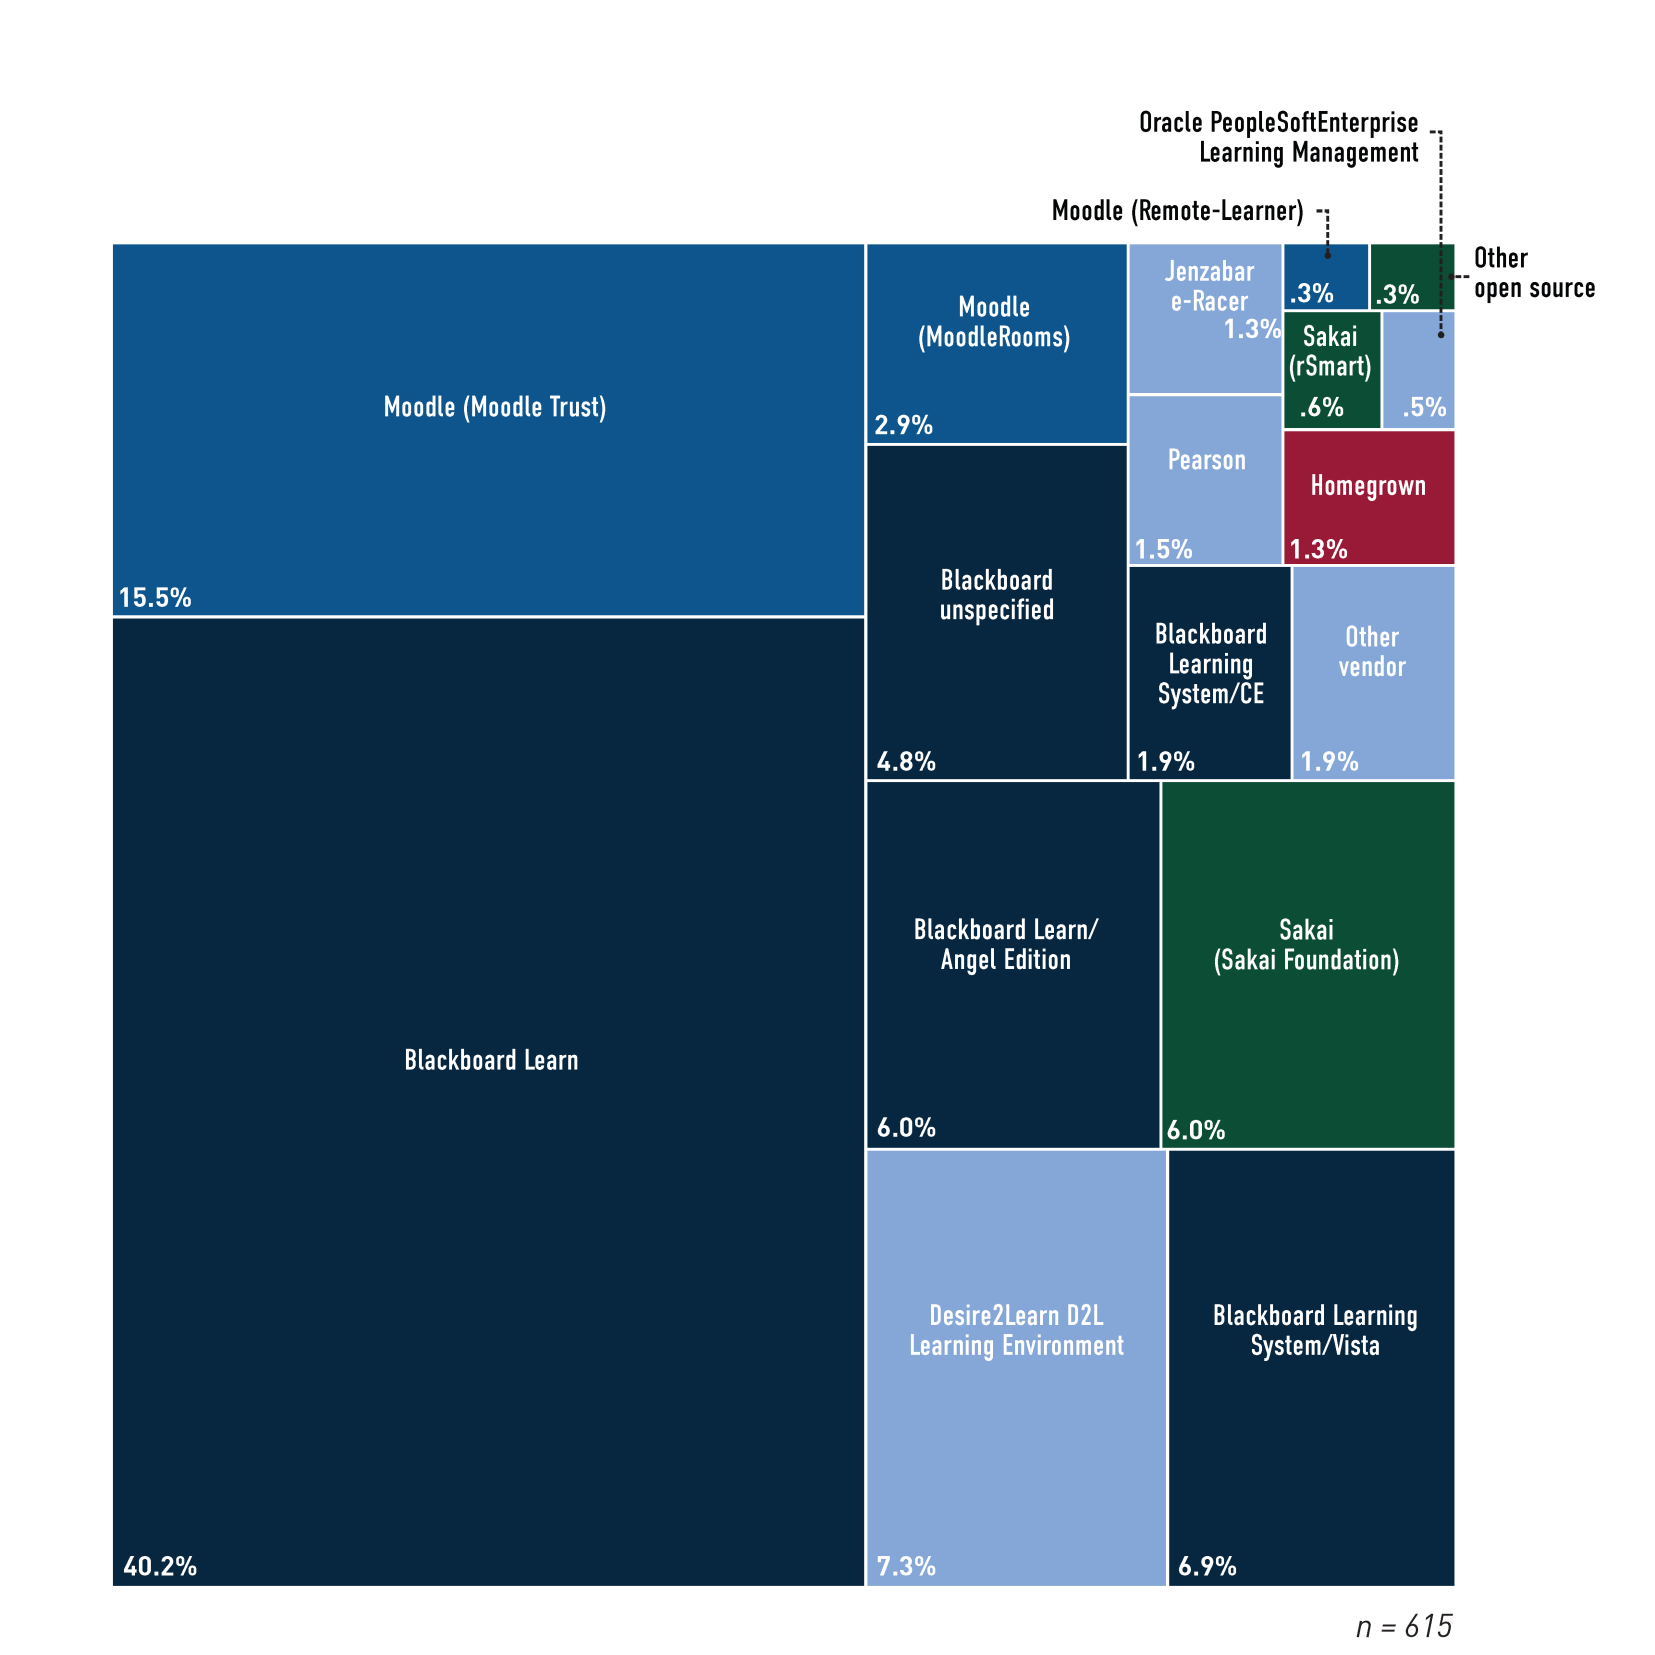 Oracle PeopleSoftEnterprise
Learning Management
Moodle (Remote-Learner)
Other
open source
Moodle (Moodle Trust)
15.5%
Moodle
(MoodleRooms)
2.9%
Jenzabar
e-Racer
1.3%
.3%
.3%
Sakai
(rSmart)
.6%
.5%
Pearson
1.5%
Homegrown
1.3%
Blackboard
unspecified
4.8%
Blackboard
Learning
System/CE
1.9%
Other
vendor
1.9%
Blackboard Learn
40.2%
Blackboard Learn/
Angel Edition
6.0%
Sakai
(Sakai Foundation)
6.0%
Desire2Learn D2L
Learning Environment
7.3%
Blackboard Learning
System/Vista
6.9%
n = 615